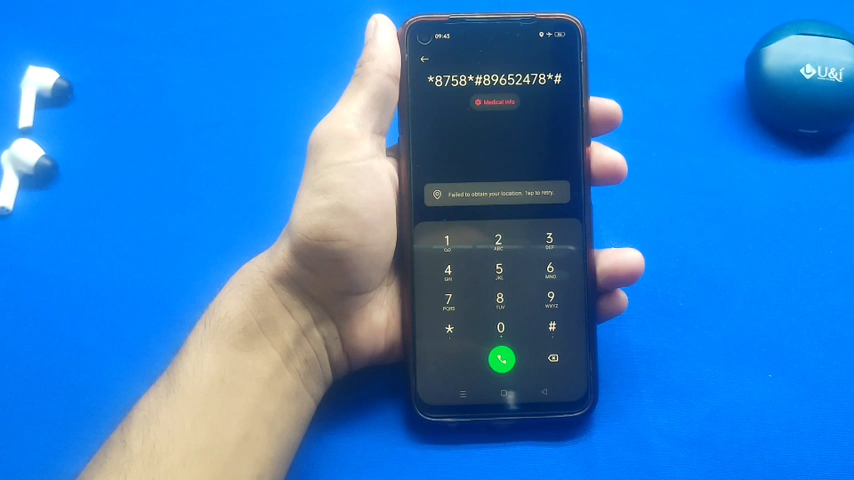 09:43
*8758*#89652478*#
Medical info
Failed to obtain your location. Tap to retry.
1 2 3
ABC DEF
4 5 6
GHI JKL MNO
7 8 9
PQRS TUV WXYZ
* 0 #
+
U&i